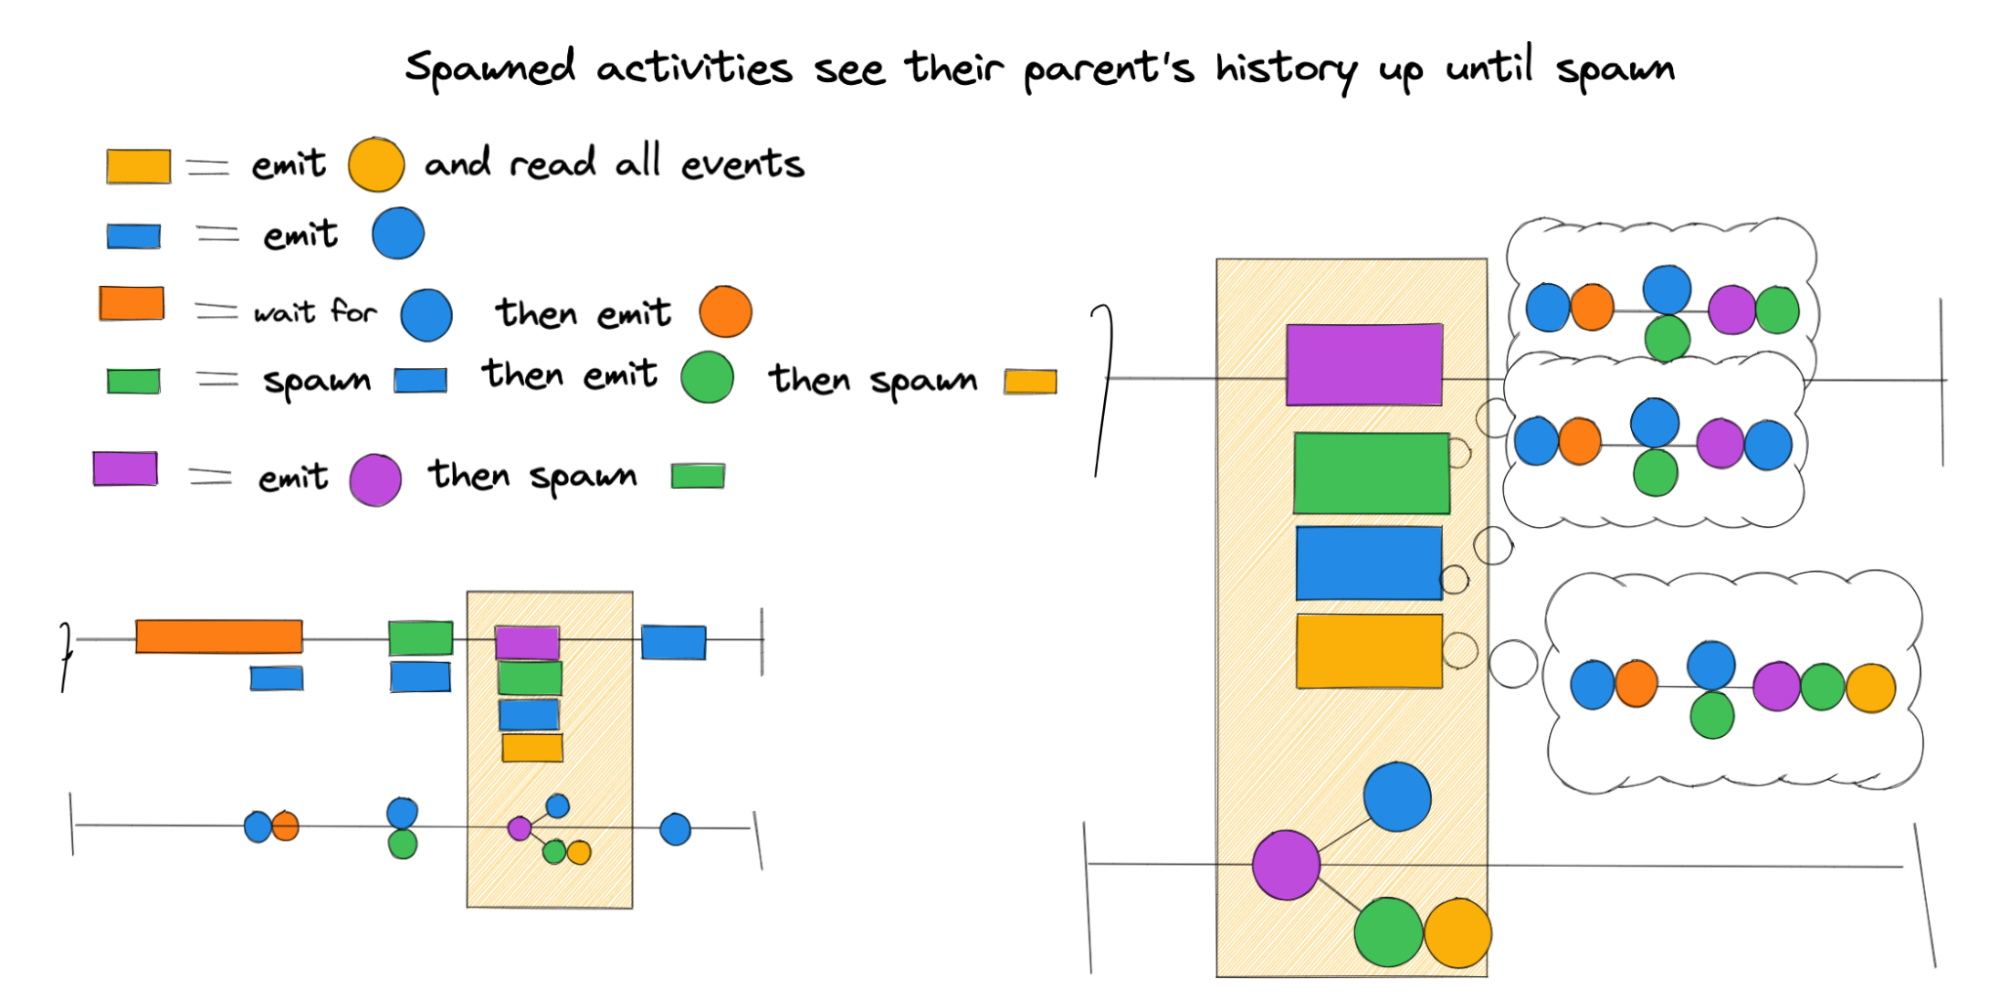 Spawned activities see their parent's history up until spawn
= emit and read all events
= emit
= wait for then emit
= spawn then emit then spawn
= emit then spawn